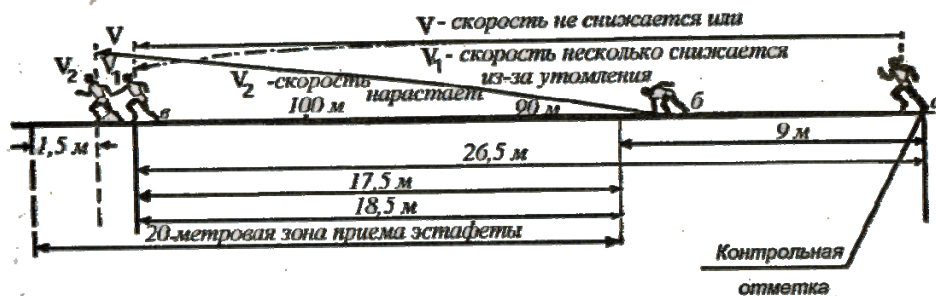 V - скорость не снижается или
V
V₂ V₁
V₁ - скорость несколько снижается
из-за утомления
V₂ - скорость
нарастает
100 м
90 м
в
б
а
1,5 м
9 м
26,5 м
17,5 м
18,5 м
20-метровая зона приема эстафеты
Контрольная
отметка